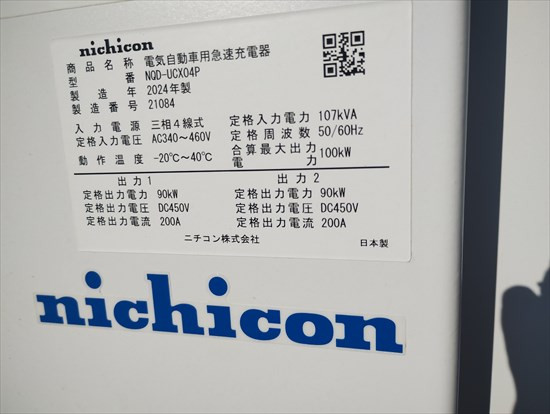 nichicon
商品名称 電気自動車用急速充電器
型番 NQD-UCX04P
製造年 2024年製
製造番号 21084
入力電源 三相4線式 定格入力電力 107kVA
定格入力電圧 AC340～460V 定格周波数 50/60Hz
動作温度 -20℃～40℃ 合算最大出力電力 100kW
出力1 出力2
定格出力電力 90kW 定格出力電力 90kW
定格出力電圧 DC450V 定格出力電圧 DC450V
定格出力電流 200A 定格出力電流 200A
ニチコン株式会社 日本製
nichicon